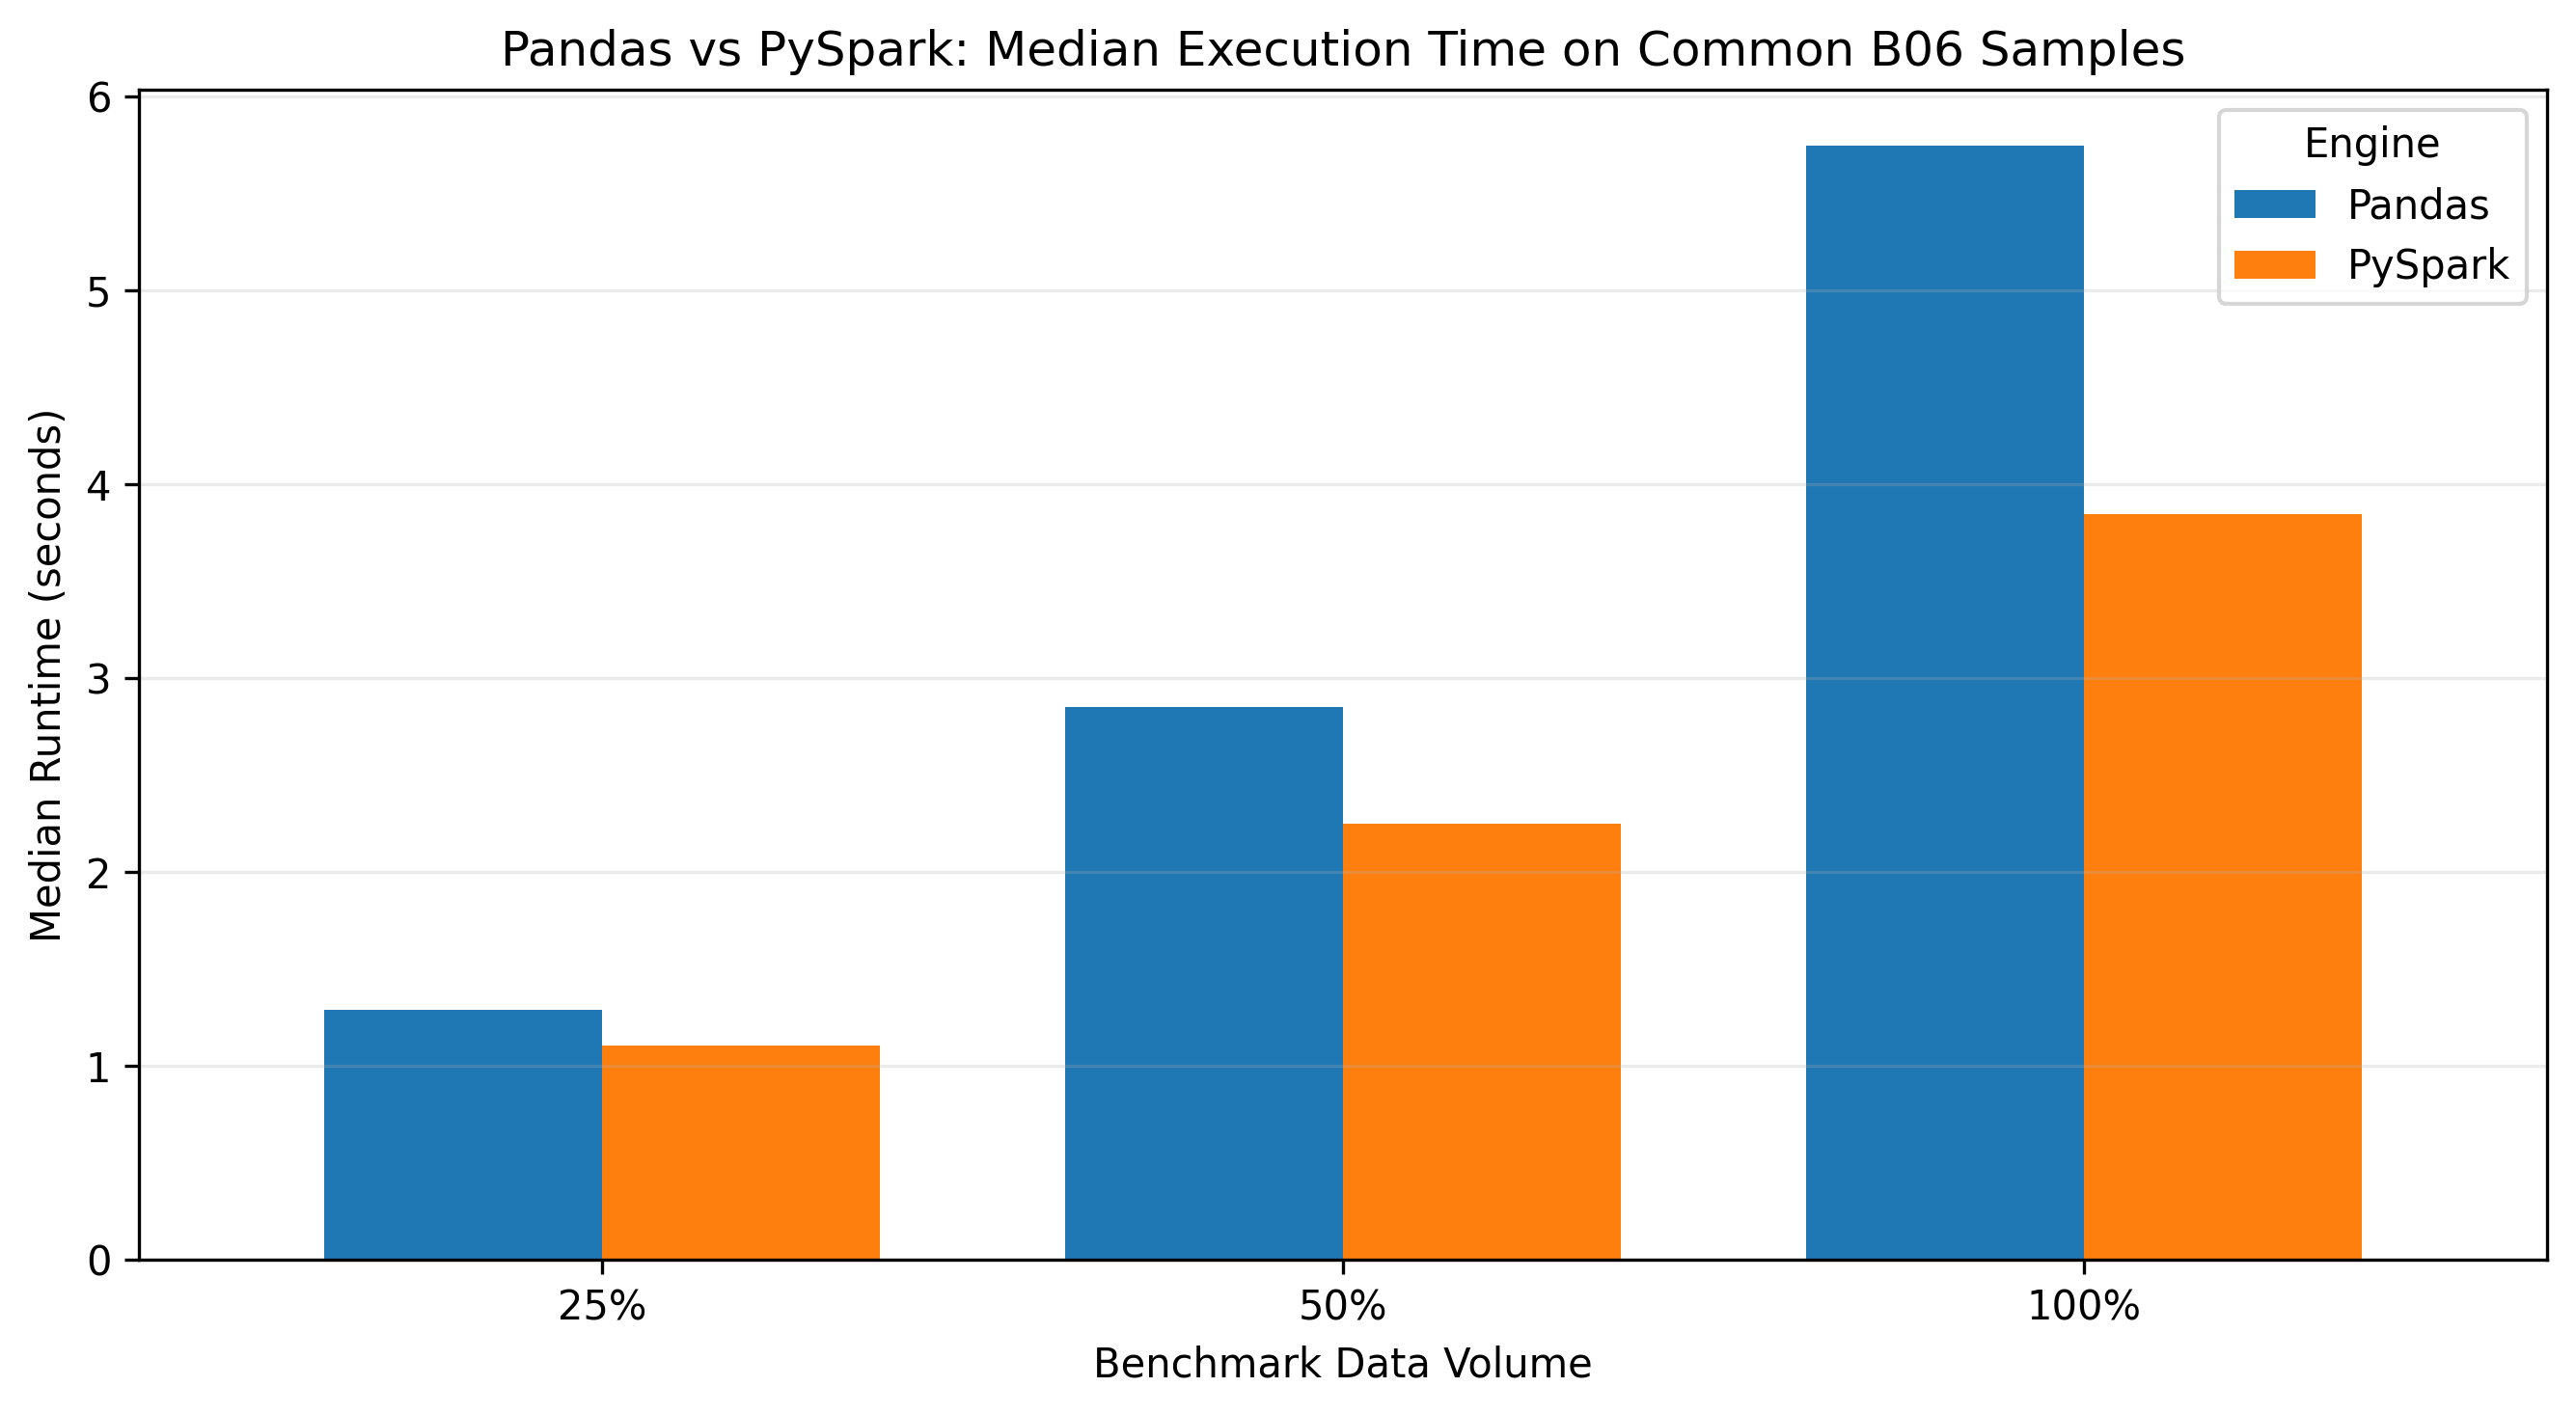 Pandas vs PySpark: Median Execution Time on Common B06 Samples
Engine
Pandas
PySpark
Median Runtime (seconds)
6
5
4
3
2
1
0
25%
50%
100%
Benchmark Data Volume